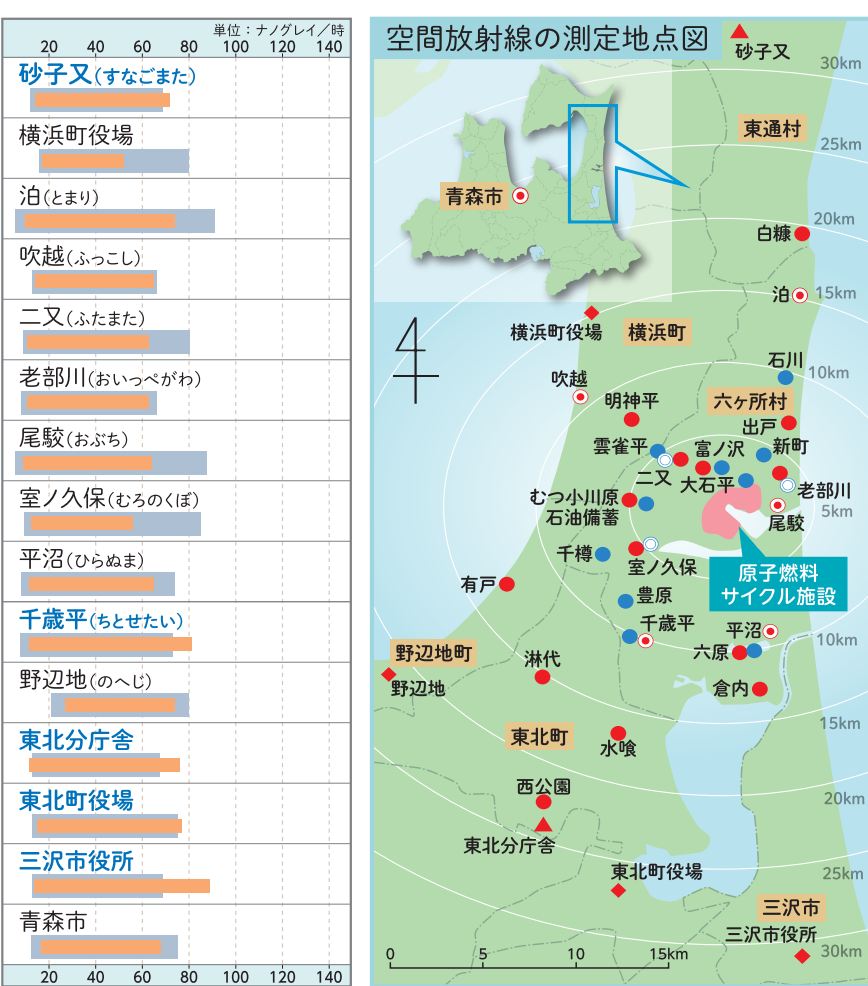 単位：ナノグレイ／時
20 40 60 80 100 120 140
砂子又(すなごまた)
横浜町役場
泊(とまり)
吹越(ふっこし)
二又(ふたまた)
老部川(おいっぺがわ)
尾駮(おぶち)
室ノ久保(むろのくぼ)
平沼(ひらぬま)
千歳平(ちとせたい)
野辺地(のへじ)
東北分庁舎
東北町役場
三沢市役所
青森市
20 40 60 80 100 120 140
空間放射線の測定地点図
砂子又
30km
東通村
25km
青森市
20km
白糠
泊
15km
横浜町役場
横浜町
石川
10km
吹越
明神平
六ヶ所村
出戸
雲雀平
富ノ沢
新町
二又
大石平
老部川
むつ小川原
石油備蓄
5km
尾駮
千樽
室ノ久保
原子燃料
サイクル施設
有戸
豊原
千歳平
平沼
10km
野辺地町
淋代
六原
野辺地
倉内
15km
東北町
水喰
西公園
20km
東北分庁舎
東北町役場
25km
三沢市
三沢市役所
30km
0 5 10 15km